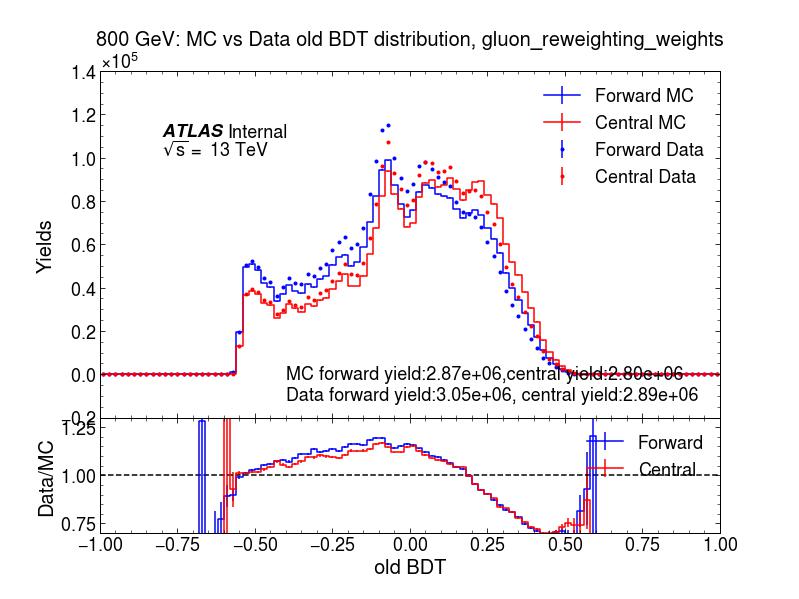 800 GeV: MC vs Data old BDT distribution, gluon_reweighting_weights
×10⁵
1.4
1.2
1.0
0.8
0.6
0.4
0.2
0.0
0.2
Yields
ATLAS Internal
√s = 13 TeV
Forward MC
Central MC
Forward Data
Central Data
MC forward yield:2.87e+06,central yield:2.80e+06
Data forward yield:3.05e+06, central yield:2.89e+06
1.25
1.00
0.75
Data/MC
Forward
Central
−1.00 −0.75 −0.50 −0.25 0.00 0.25 0.50 0.75 1.00
old BDT